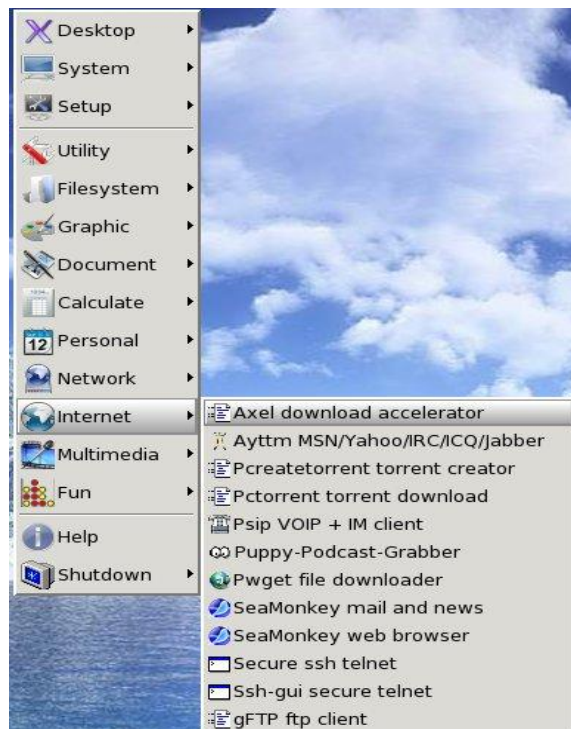 Desktop
System
Setup
Utility
Filesystem
Graphic
Document
Calculate
12 Personal
Network
Internet
Multimedia
Fun
Help
Shutdown
Axel download accelerator
Ayttm MSN/Yahoo/IRC/ICQ/Jabber
Pcreatetorrent torrent creator
Pctorrent torrent download
Psip VOIP + IM client
Puppy-Podcast-Grabber
Pwget file downloader
SeaMonkey mail and news
SeaMonkey web browser
Secure ssh telnet
Ssh-gui secure telnet
gFTP ftp client